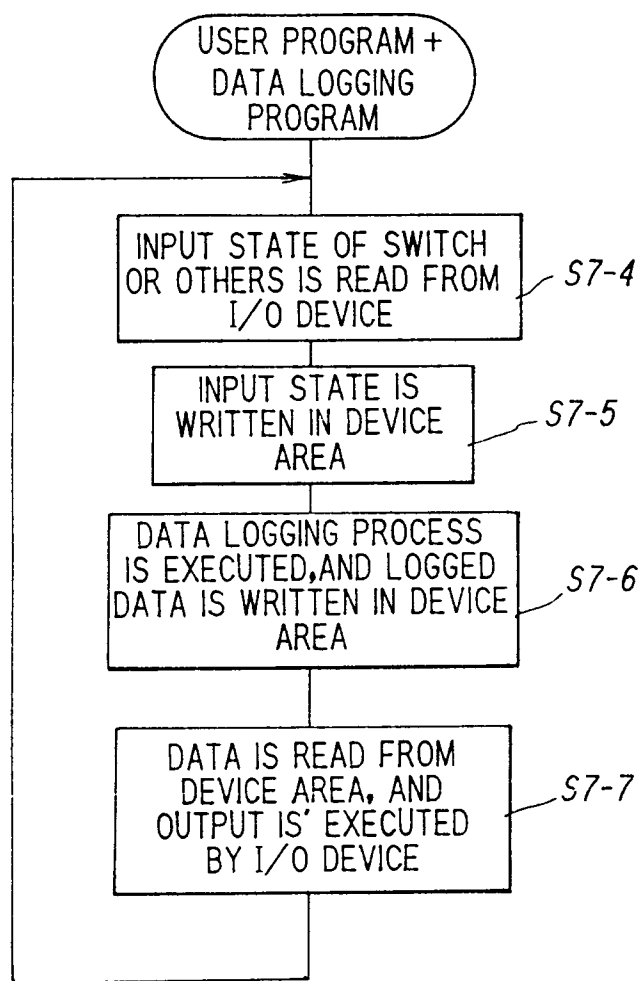 USER PROGRAM +
DATA LOGGING
PROGRAM
INPUT STATE OF SWITCH
OR OTHERS IS READ FROM
I/O DEVICE
S7-4
INPUT STATE IS
WRITTEN IN DEVICE
AREA
S7-5
DATA LOGGING PROCESS
IS EXECUTED,AND LOGGED
DATA IS WRITTEN IN DEVICE
AREA
S7-6
DATA IS READ FROM
DEVICE AREA, AND
OUTPUT IS' EXECUTED
BY I/O DEVICE
S7-7